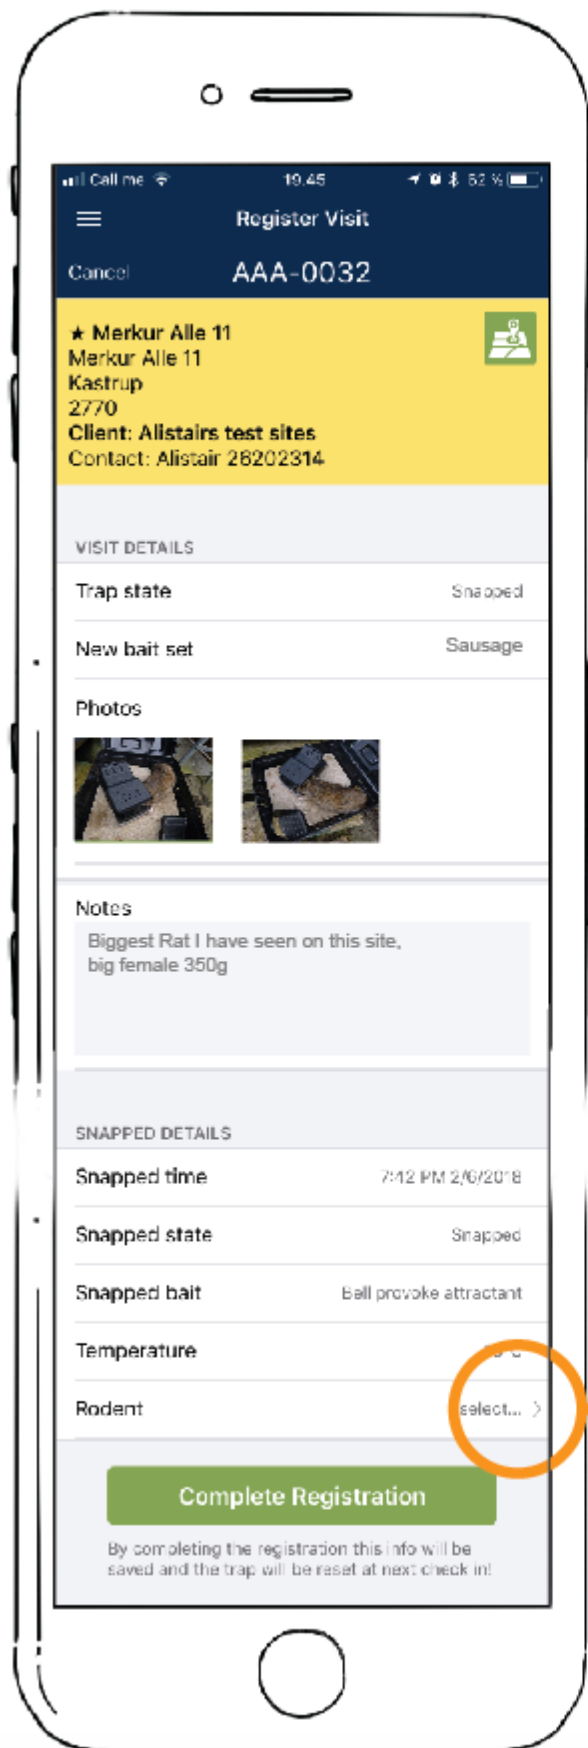 Call me 19.45 62 %
Register Visit
Cancel AAA-0032
★ Merkur Alle 11
Merkur Alle 11
Kastrup
2770
Client: Alistairs test sites
Contact: Alistair 26202314
VISIT DETAILS
Trap state Snapped
New bait set Sausage
Photos
Notes
Biggest Rat I have seen on this site,
big female 350g
SNAPPED DETAILS
Snapped time 7:42 PM 2/6/2018
Snapped state Snapped
Snapped bait Bell provoke attractant
Temperature
Rodent select... >
Complete Registration
By completing the registration this info will be
saved and the trap will be reset at next check in!